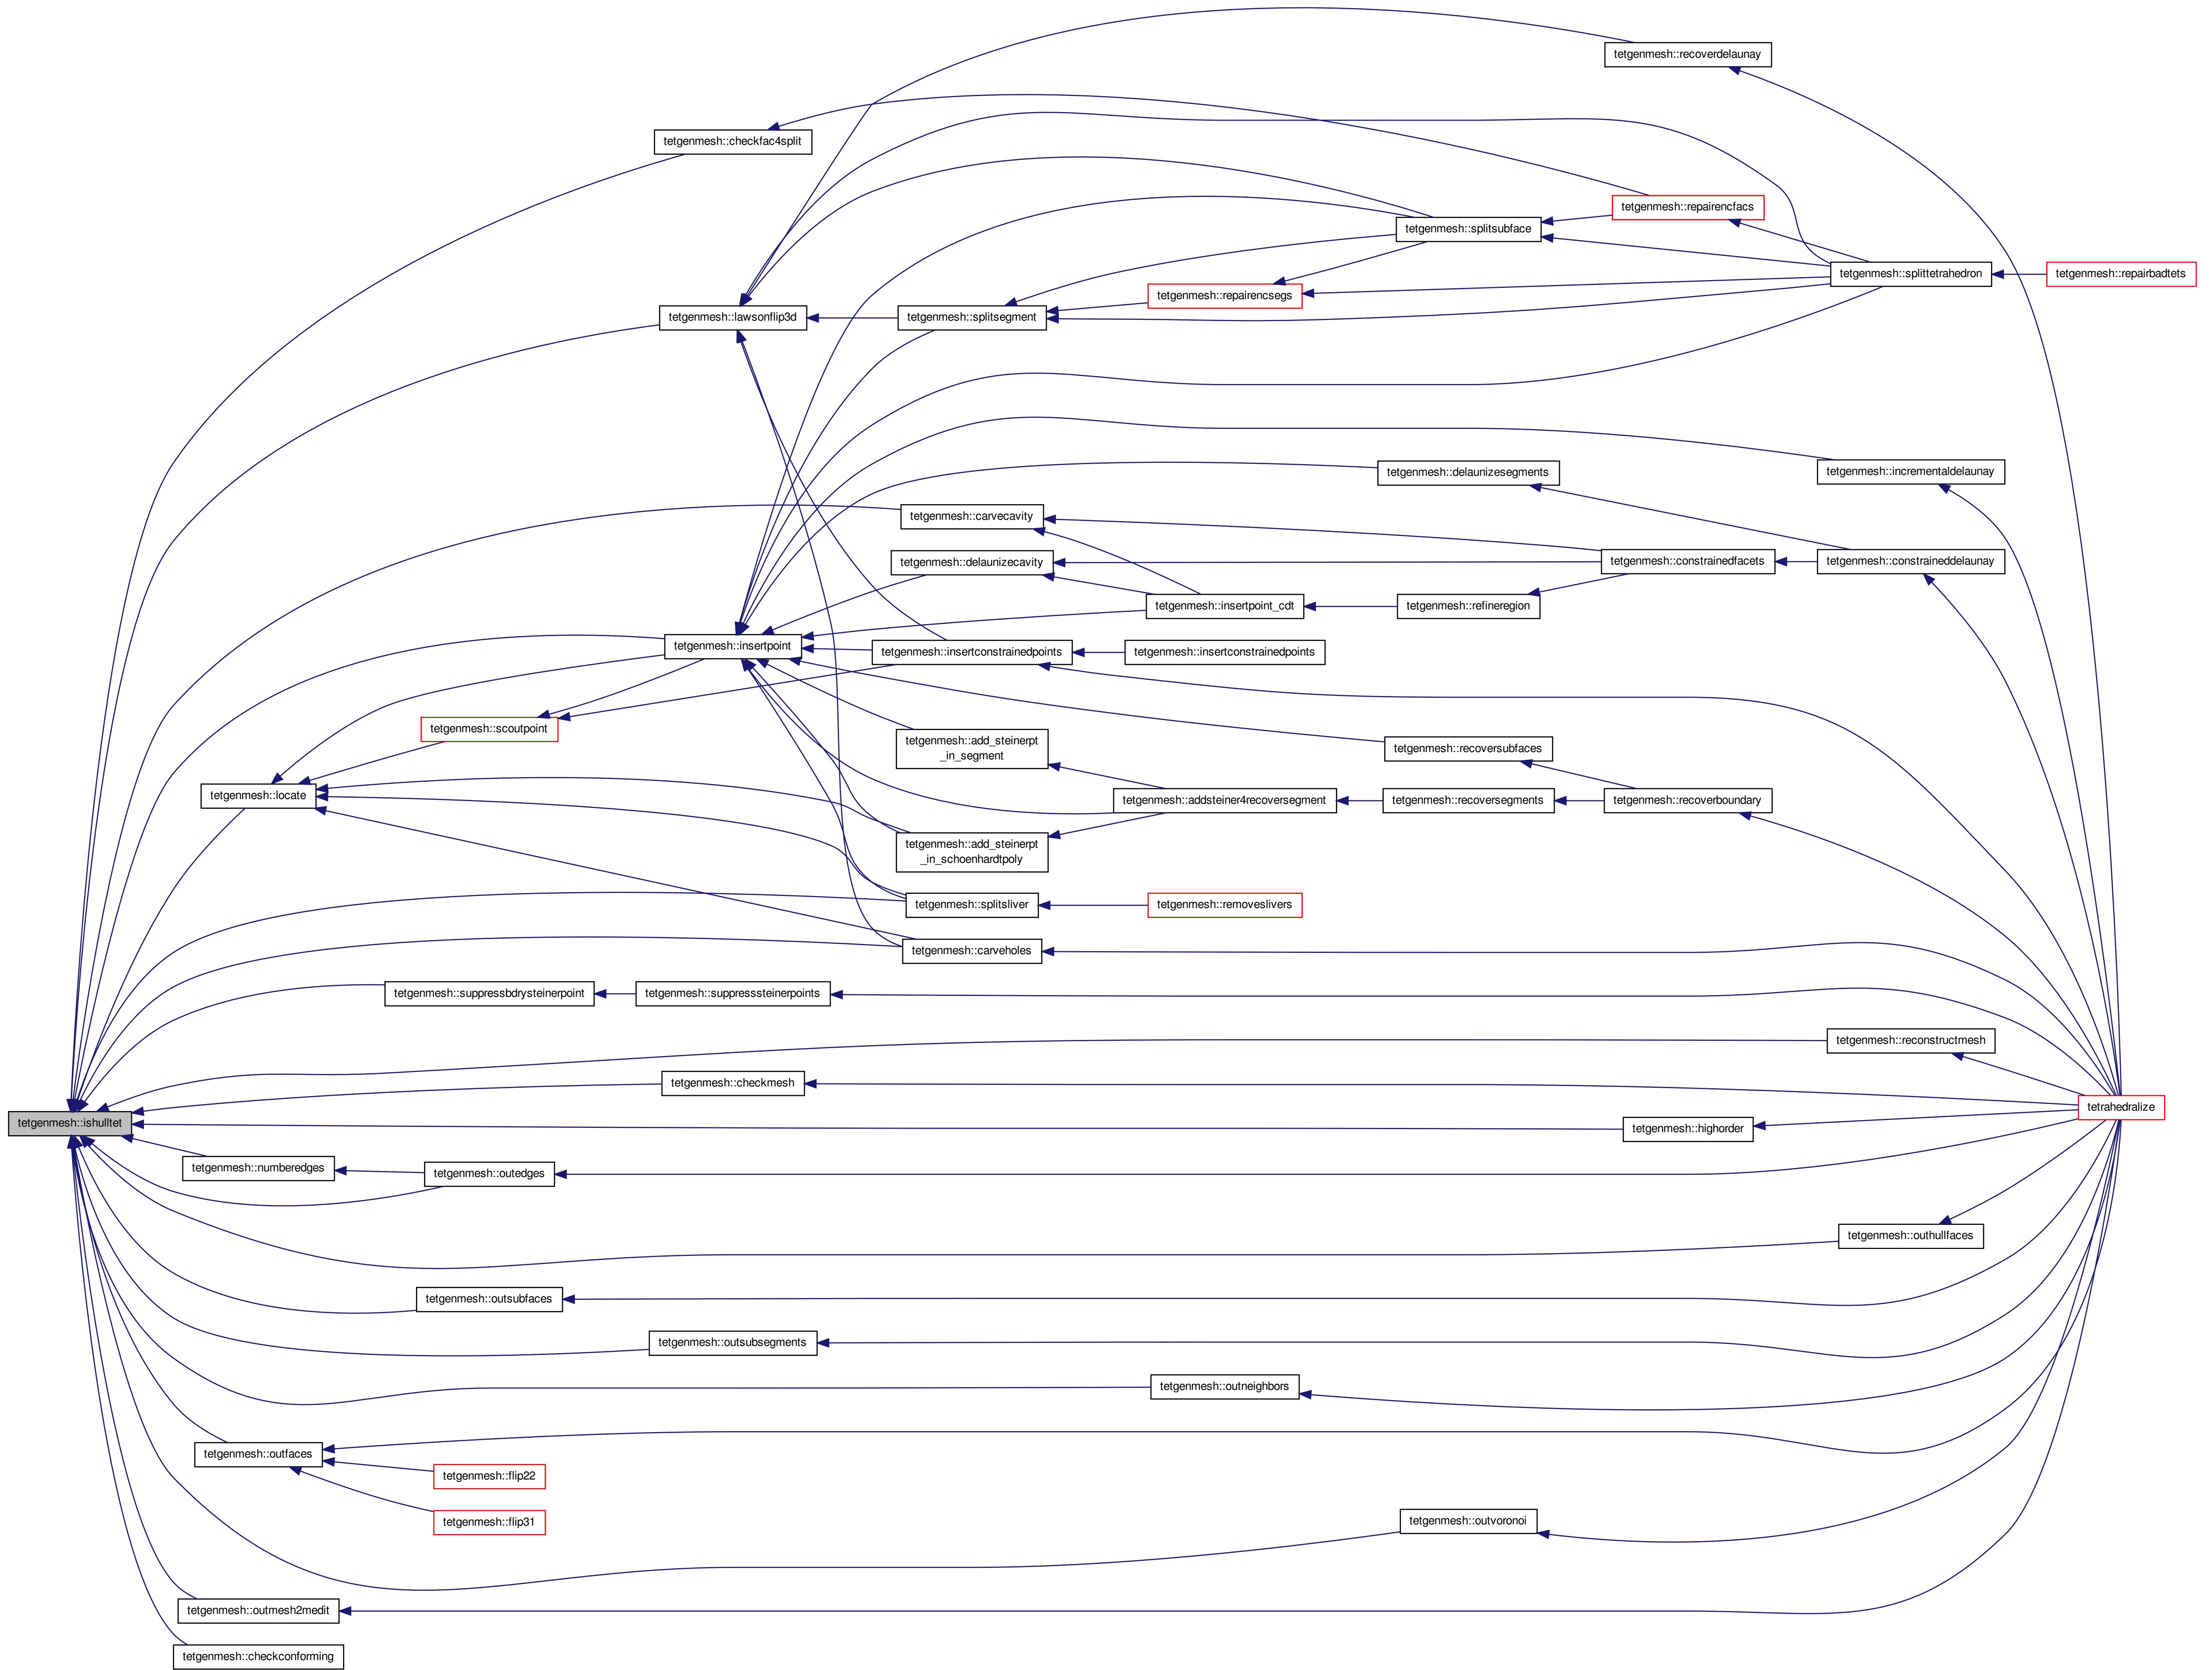 tetgenmesh::recoverdelaunay
tetgenmesh::checkfac4split
tetgenmesh::repairencfacs
tetgenmesh::splitsubface
tetgenmesh::splittetrahedron
tetgenmesh::repairbadtets
tetgenmesh::repairencsegs
tetgenmesh::lawsonflip3d
tetgenmesh::splitsegment
tetgenmesh::delaunizesegments
tetgenmesh::incrementaldelaunay
tetgenmesh::carvecavity
tetgenmesh::delaunizecavity
tetgenmesh::constrainedfacets
tetgenmesh::constraineddelaunay
tetgenmesh::insertpoint_cdt
tetgenmesh::refineregion
tetgenmesh::insertpoint
tetgenmesh::insertconstrainedpoints
tetgenmesh::insertconstrainedpoints
tetgenmesh::scoutpoint
tetgenmesh::add_steinerpt
_in_segment
tetgenmesh::recoversubfaces
tetgenmesh::locate
tetgenmesh::addsteiner4recoversegment
tetgenmesh::recoversegments
tetgenmesh::recoverboundary
tetgenmesh::add_steinerpt
_in_schoenhardtpoly
tetgenmesh::splitsliver
tetgenmesh::removeslivers
tetgenmesh::carveholes
tetgenmesh::suppressbdrysteinerpoint
tetgenmesh::suppresssteinerpoints
tetgenmesh::reconstructmesh
tetgenmesh::checkmesh
tetrahedralize
tetgenmesh::ishulltet
tetgenmesh::highorder
tetgenmesh::numberedges
tetgenmesh::outedges
tetgenmesh::outhullfaces
tetgenmesh::outsubfaces
tetgenmesh::outsubsegments
tetgenmesh::outneighbors
tetgenmesh::outfaces
tetgenmesh::flip22
tetgenmesh::flip31
tetgenmesh::outvoronoi
tetgenmesh::outmesh2medit
tetgenmesh::checkconforming